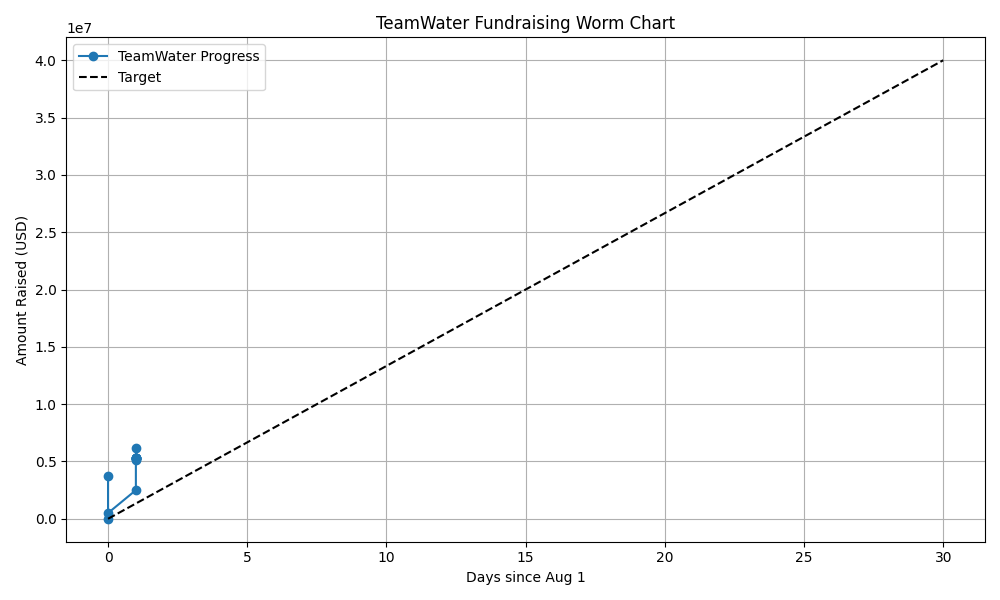 TeamWater Fundraising Worm Chart
1e7
TeamWater Progress
Target
4.0
3.5
3.0
2.5
2.0
1.5
1.0
0.5
0.0
Amount Raised (USD)
0 5 10 15 20 25 30
Days since Aug 1